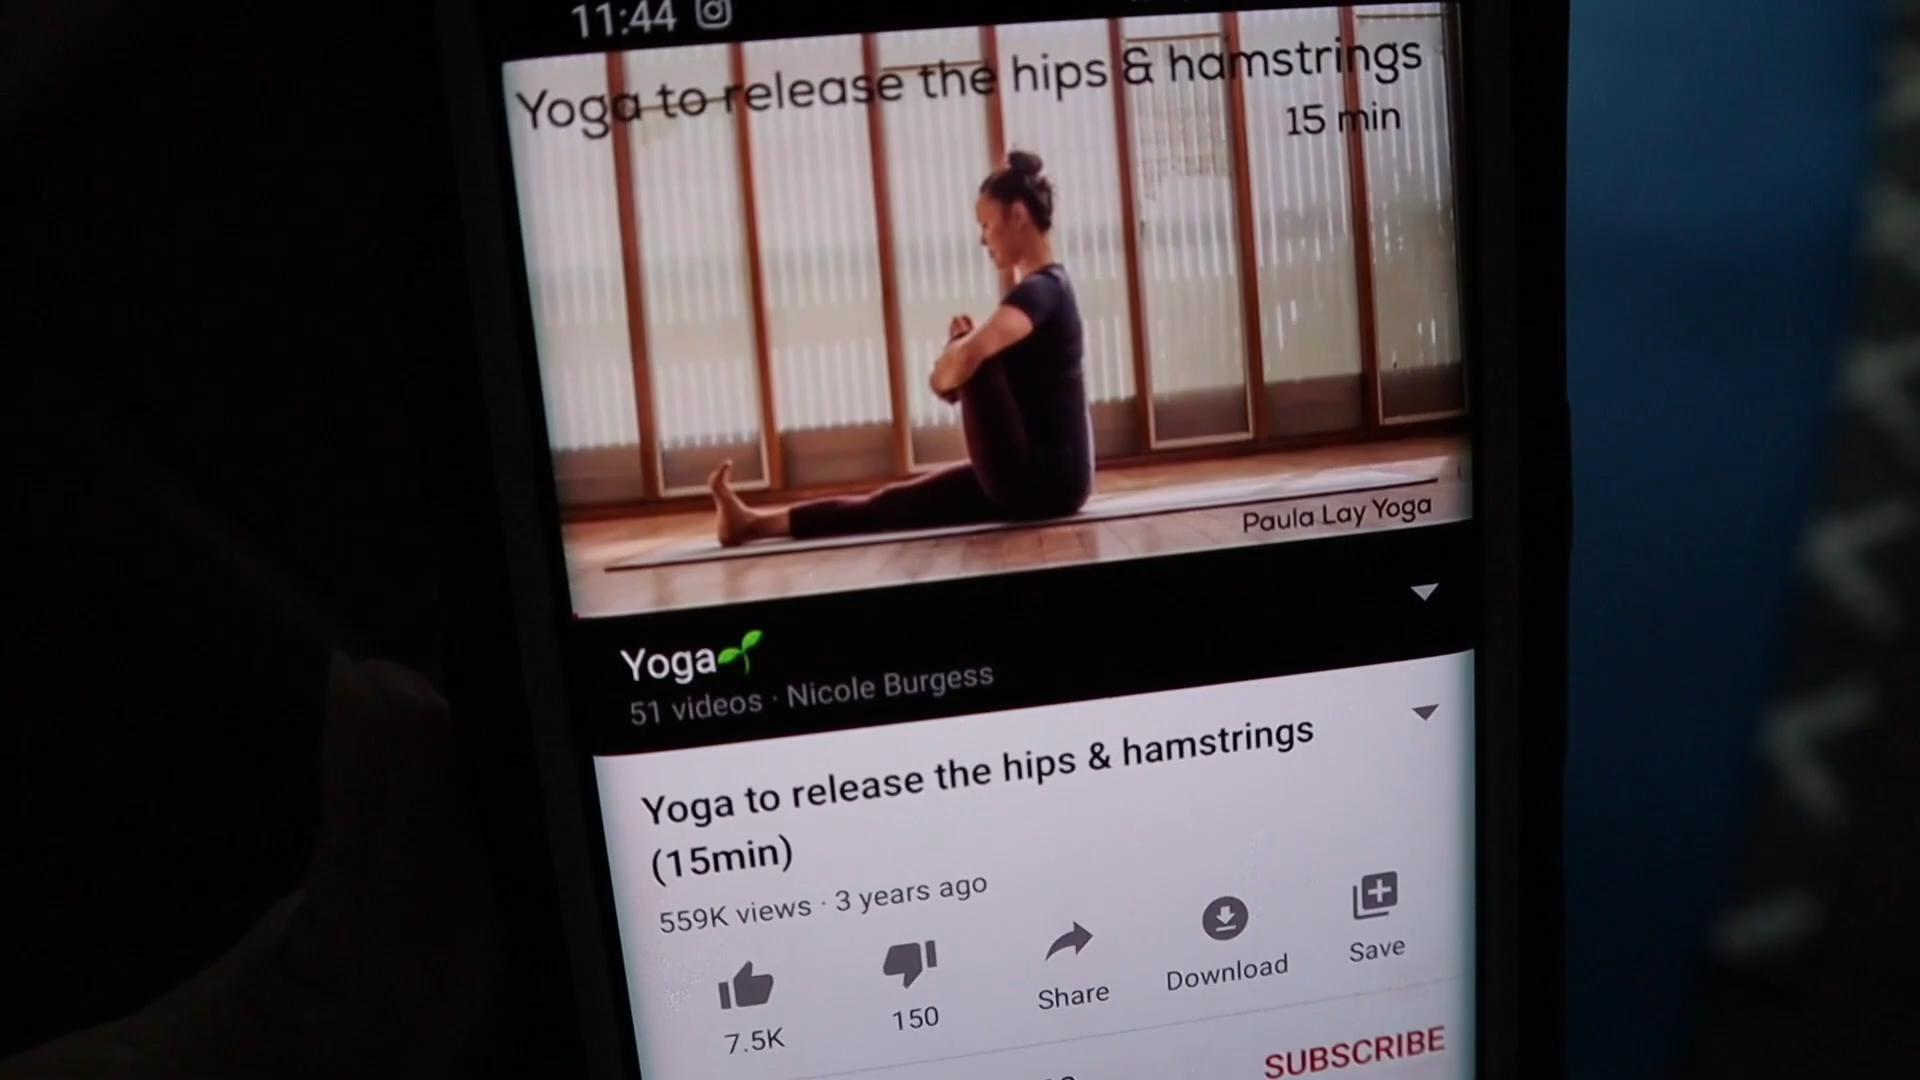 11:44
Yoga to release the hips & hamstrings
15 min
Paula Lay Yoga
Yoga🌱
51 videos · Nicole Burgess
Yoga to release the hips & hamstrings
(15min)
559K views · 3 years ago
7.5K
150
Share
Download
Save
SUBSCRIBE